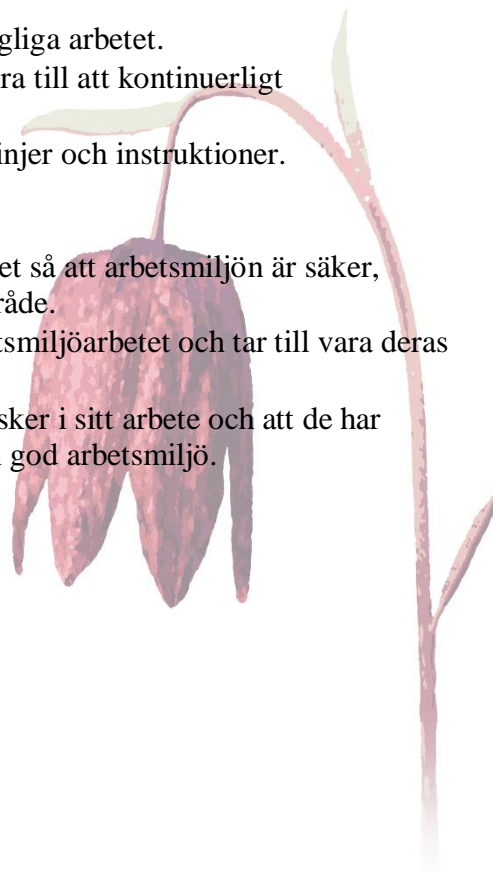 gliga arbetet.
ra till att kontinuerligt
injer och instruktioner.
et så att arbetsmiljön är säker,
råde.
tsmiljöarbetet och tar till vara deras
sker i sitt arbete och att de har
god arbetsmiljö.